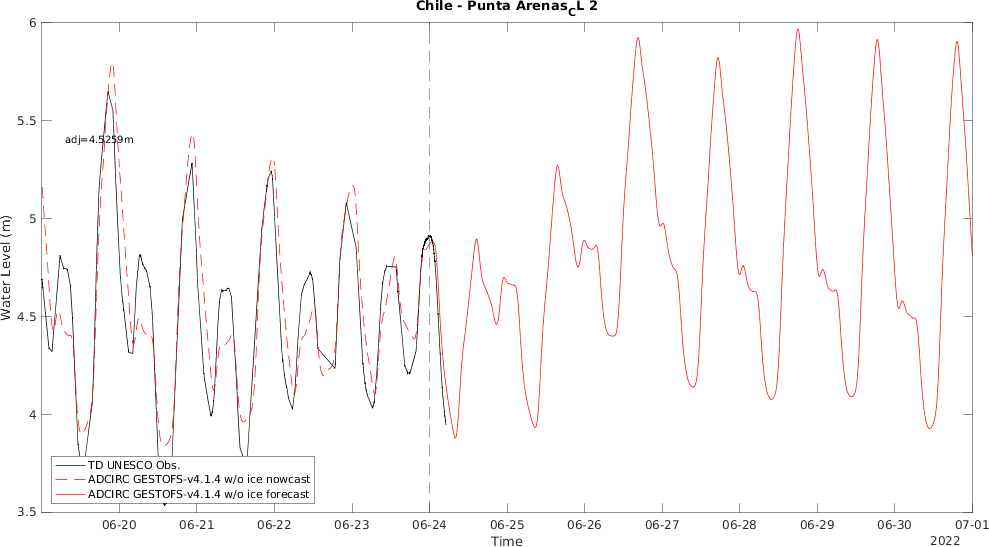 Chile - Punta ArenasCL 2
6
5.5
5
4.5
4
3.5
Water Level (m)
adj=4.5259m
TD UNESCO Obs.
ADCIRC GESTOFS-v4.1.4 w/o ice nowcast
ADCIRC GESTOFS-v4.1.4 w/o ice forecast
06-20 06-21 06-22 06-23 06-24 06-25 06-26 06-27 06-28 06-29 06-30 07-01
Time
2022